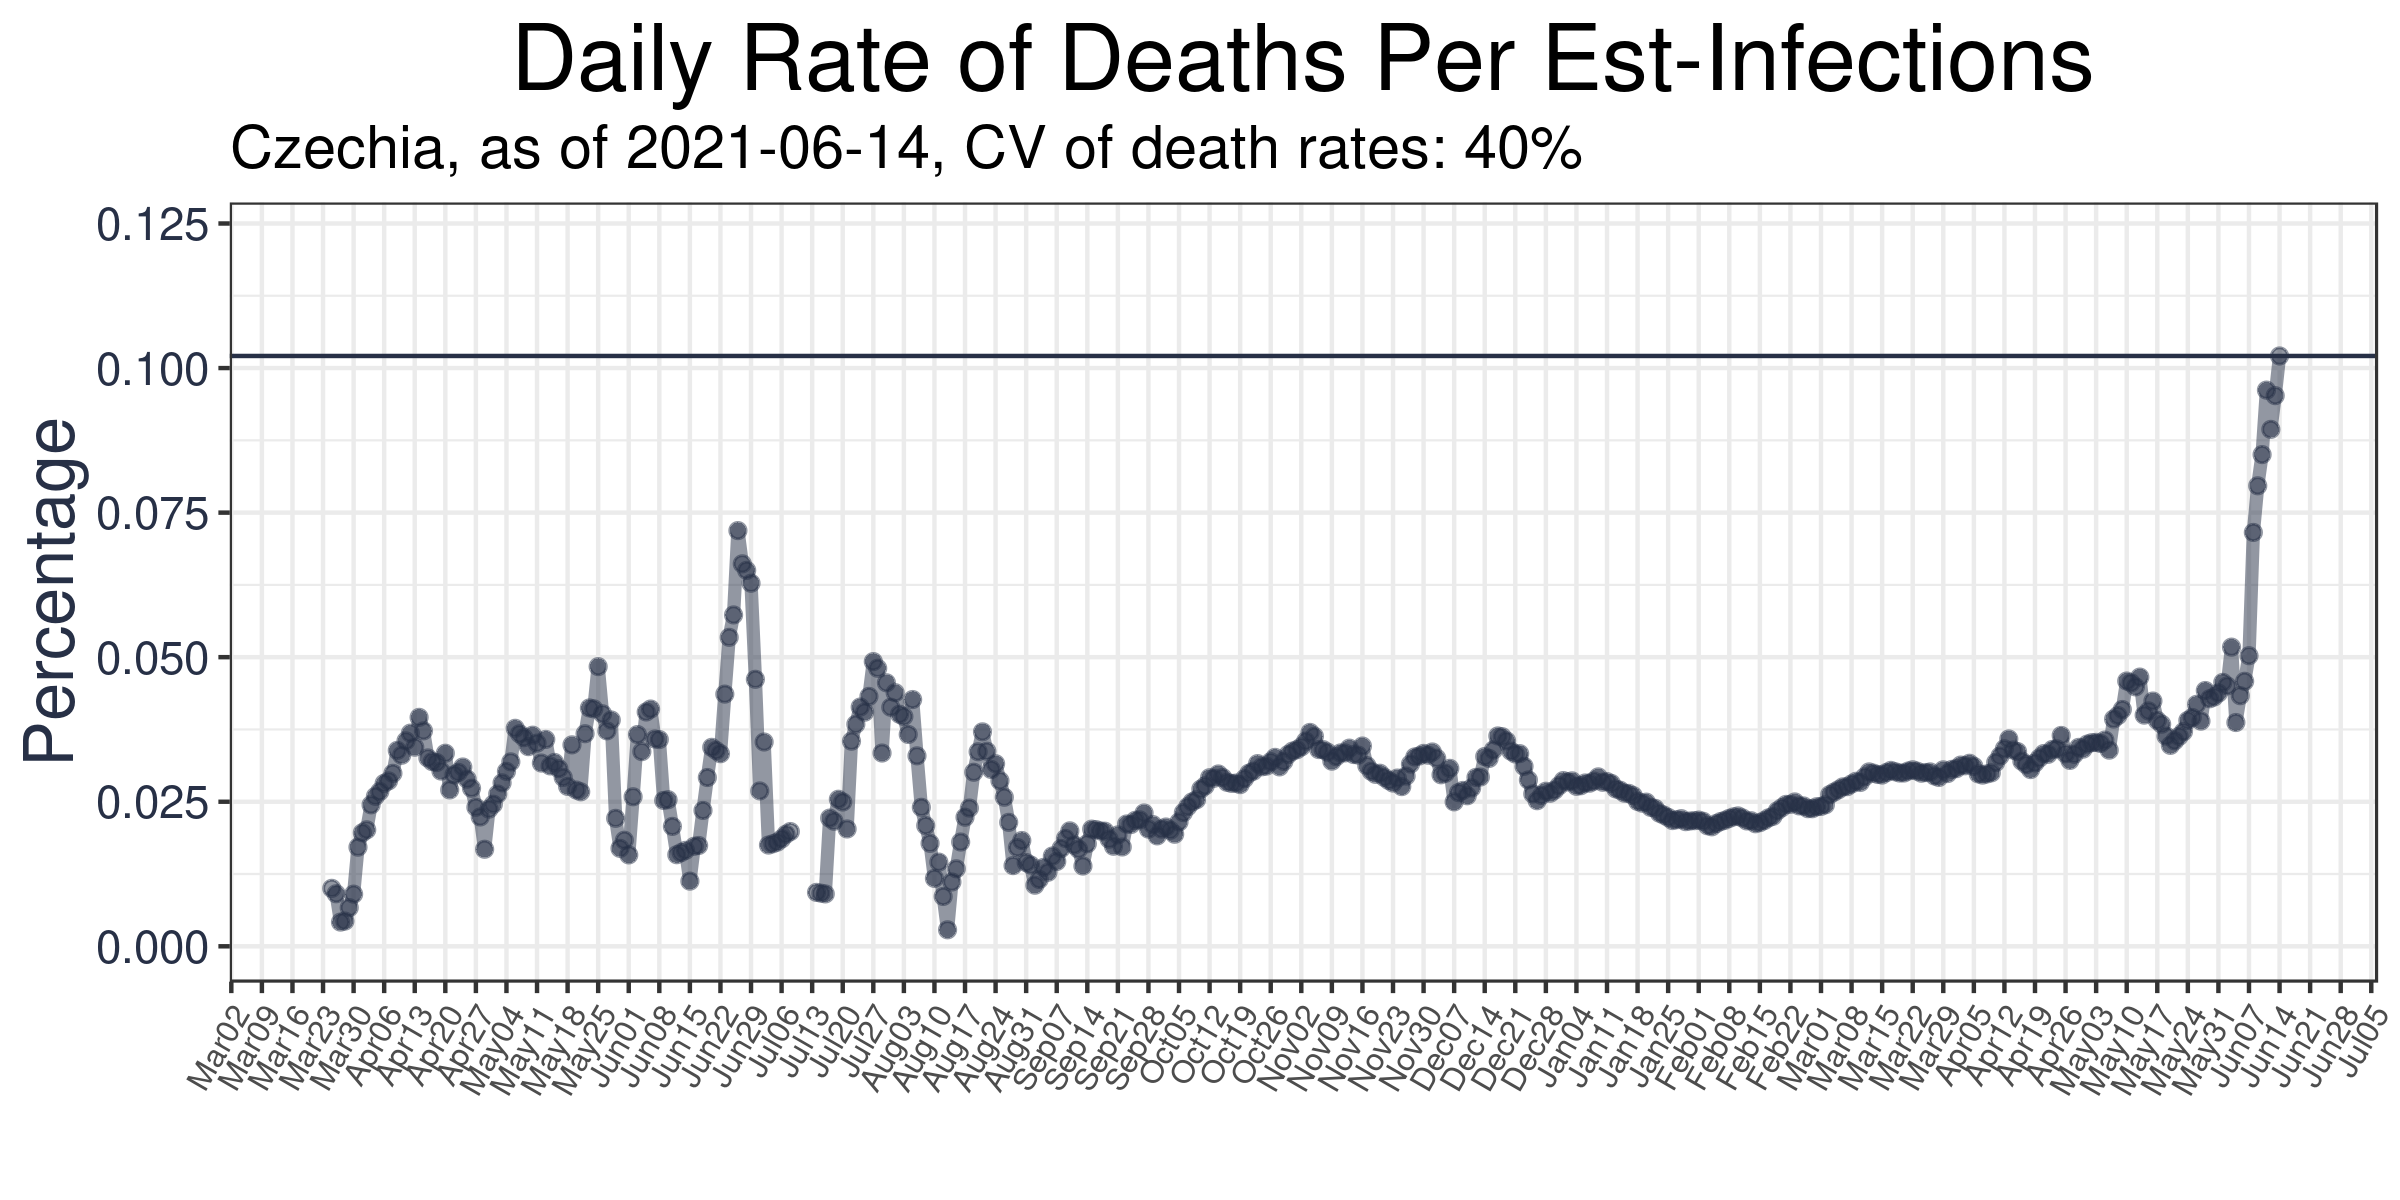 Daily Rate of Deaths Per Est-Infections
Czechia, as of 2021-06-14, CV of death rates: 40%
Percentage
0.125
0.100
0.075
0.050
0.025
0.000
Mar02
Mar09
Mar16
Mar23
Mar30
Apr06
Apr13
Apr20
Apr27
May04
May11
May18
May25
Jun01
Jun08
Jun15
Jun22
Jun29
Jul06
Jul13
Jul20
Jul27
Aug03
Aug10
Aug17
Aug24
Aug31
Sep07
Sep14
Sep21
Sep28
Oct05
Oct12
Oct19
Oct26
Nov02
Nov09
Nov16
Nov23
Nov30
Dec07
Dec14
Dec21
Dec28
Jan04
Jan11
Jan18
Jan25
Feb01
Feb08
Feb15
Feb22
Mar01
Mar08
Mar15
Mar22
Mar29
Apr05
Apr12
Apr19
Apr26
May03
May10
May17
May24
May31
Jun07
Jun14
Jun21
Jun28
Jul05